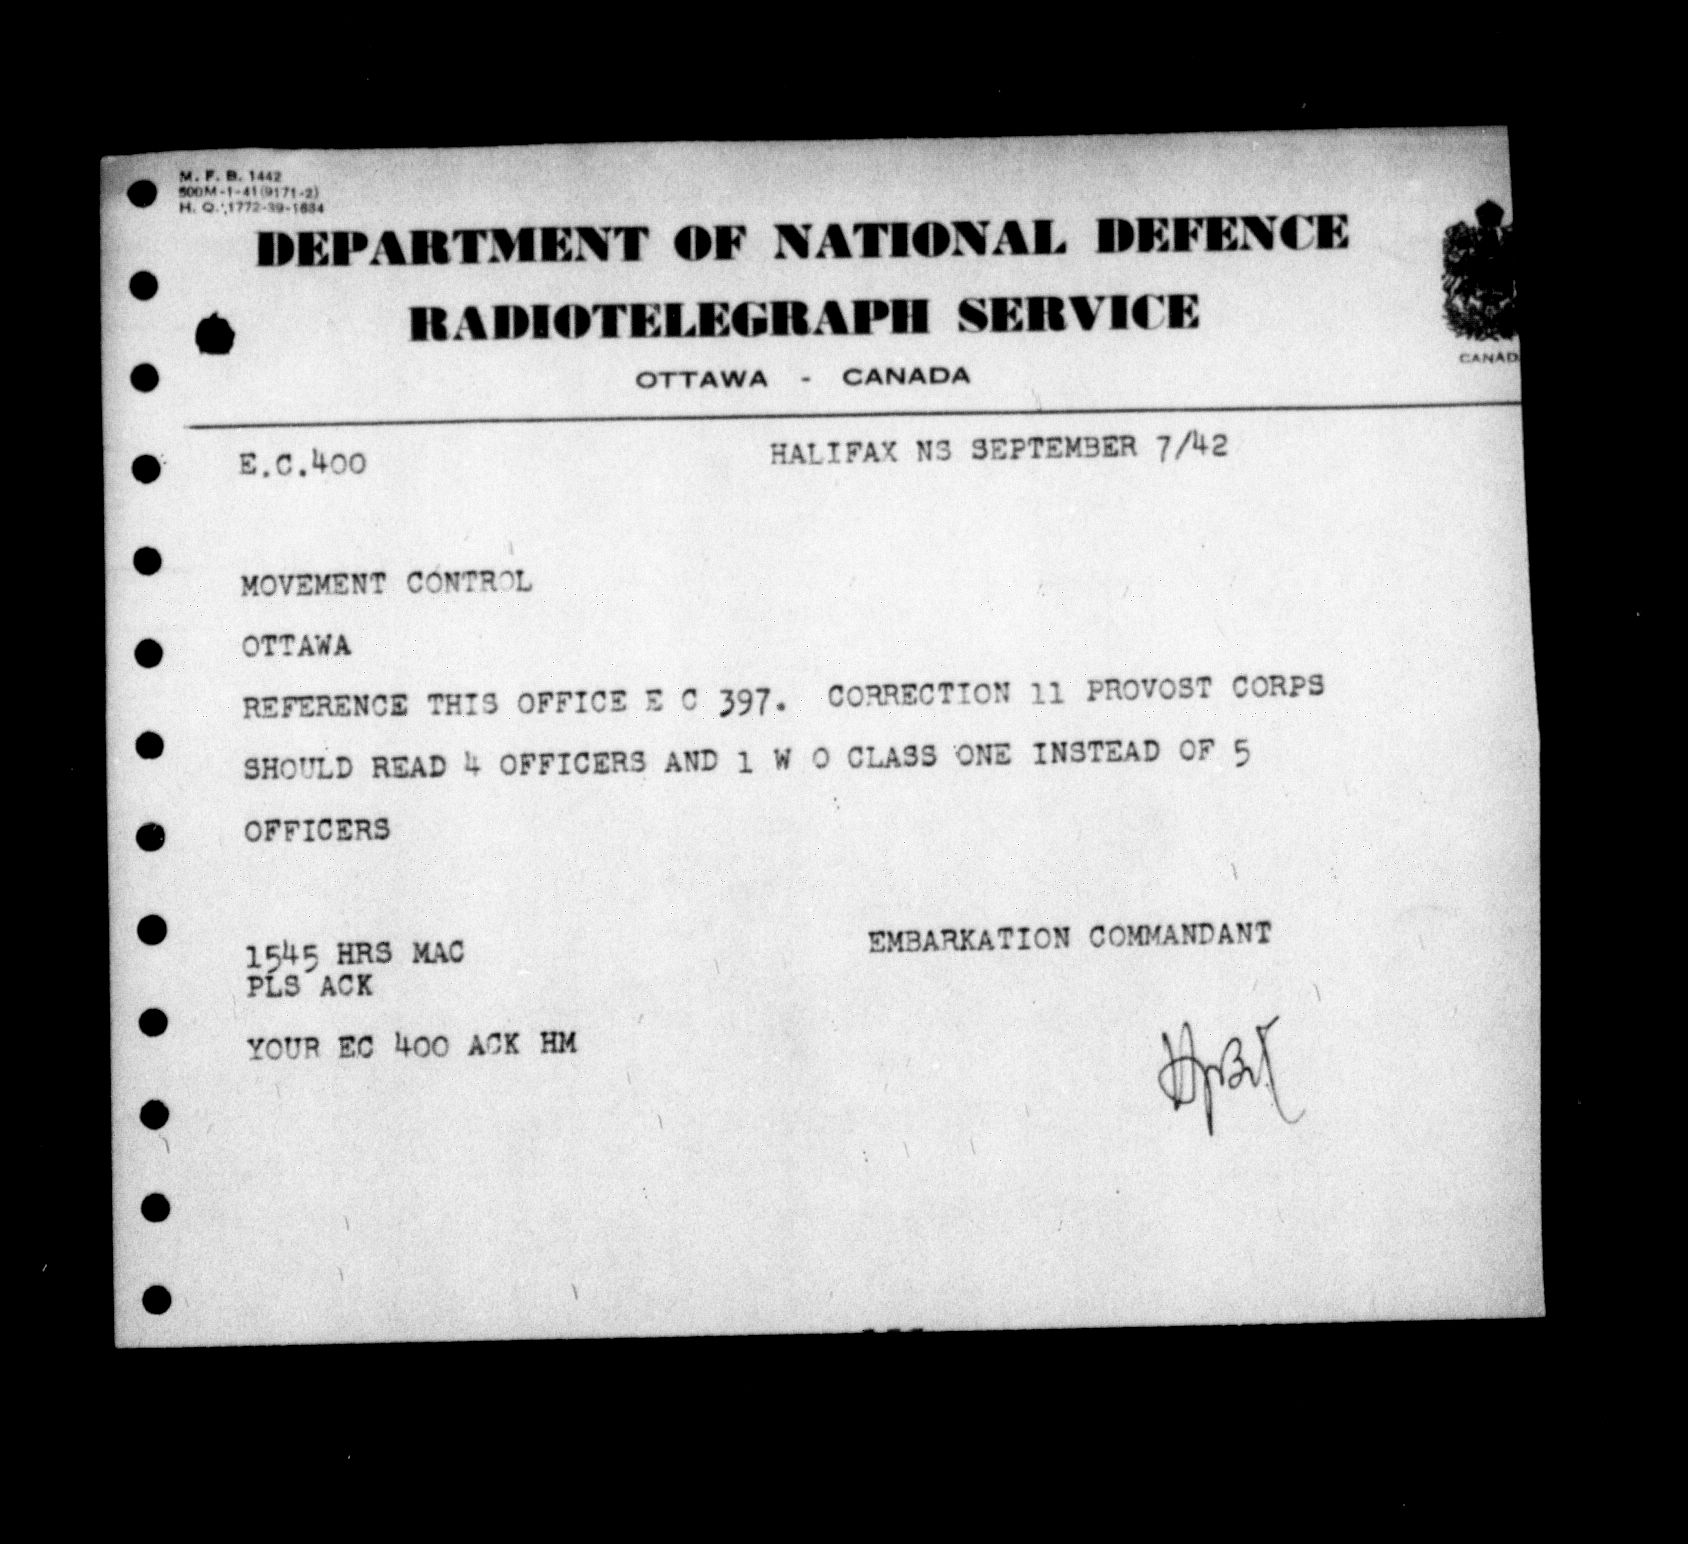 M. F. B. 1442
500M-1-41(9171-2)
H. Q. 1772-39-1634
DEPARTMENT OF NATIONAL DEFENCE
RADIOTELEGRAPH SERVICE
OTTAWA - CANADA
CANAD
E.C.400 HALIFAX NS SEPTEMBER 7/42
MOVEMENT CONTROL
OTTAWA
REFERENCE THIS OFFICE E C 397. CORRECTION 11 PROVOST CORPS
SHOULD READ 4 OFFICERS AND 1 W O CLASS ONE INSTEAD OF 5
OFFICERS
EMBARKATION COMMANDANT
1545 HRS MAC
PLS ACK
YOUR EC 400 ACK HM